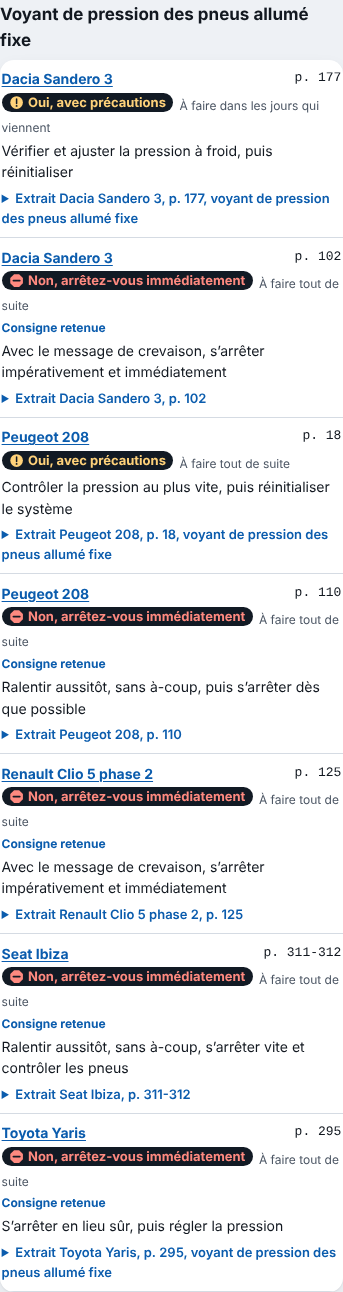 Voyant de pression des pneus allumé
fixe
Dacia Sandero 3 p. 177
Oui, avec précautions À faire dans les jours qui
viennent
Vérifier et ajuster la pression à froid, puis
réinitialiser
Extrait Dacia Sandero 3, p. 177, voyant de pression
des pneus allumé fixe
Dacia Sandero 3 p. 102
Non, arrêtez-vous immédiatement À faire tout de
suite
Consigne retenue
Avec le message de crevaison, s’arrêter
impérativement et immédiatement
Extrait Dacia Sandero 3, p. 102
Peugeot 208 p. 18
Oui, avec précautions À faire tout de suite
Contrôler la pression au plus vite, puis réinitialiser
le système
Extrait Peugeot 208, p. 18, voyant de pression des
pneus allumé fixe
Peugeot 208 p. 110
Non, arrêtez-vous immédiatement À faire tout de
suite
Consigne retenue
Ralentir aussitôt, sans à-coup, puis s’arrêter dès
que possible
Extrait Peugeot 208, p. 110
Renault Clio 5 phase 2 p. 125
Non, arrêtez-vous immédiatement À faire tout de
suite
Consigne retenue
Avec le message de crevaison, s’arrêter
impérativement et immédiatement
Extrait Renault Clio 5 phase 2, p. 125
Seat Ibiza p. 311-312
Non, arrêtez-vous immédiatement À faire tout de
suite
Consigne retenue
Ralentir aussitôt, sans à-coup, s’arrêter vite et
contrôler les pneus
Extrait Seat Ibiza, p. 311-312
Toyota Yaris p. 295
Non, arrêtez-vous immédiatement À faire tout de
suite
Consigne retenue
S’arrêter en lieu sûr, puis régler la pression
Extrait Toyota Yaris, p. 295, voyant de pression des
pneus allumé fixe